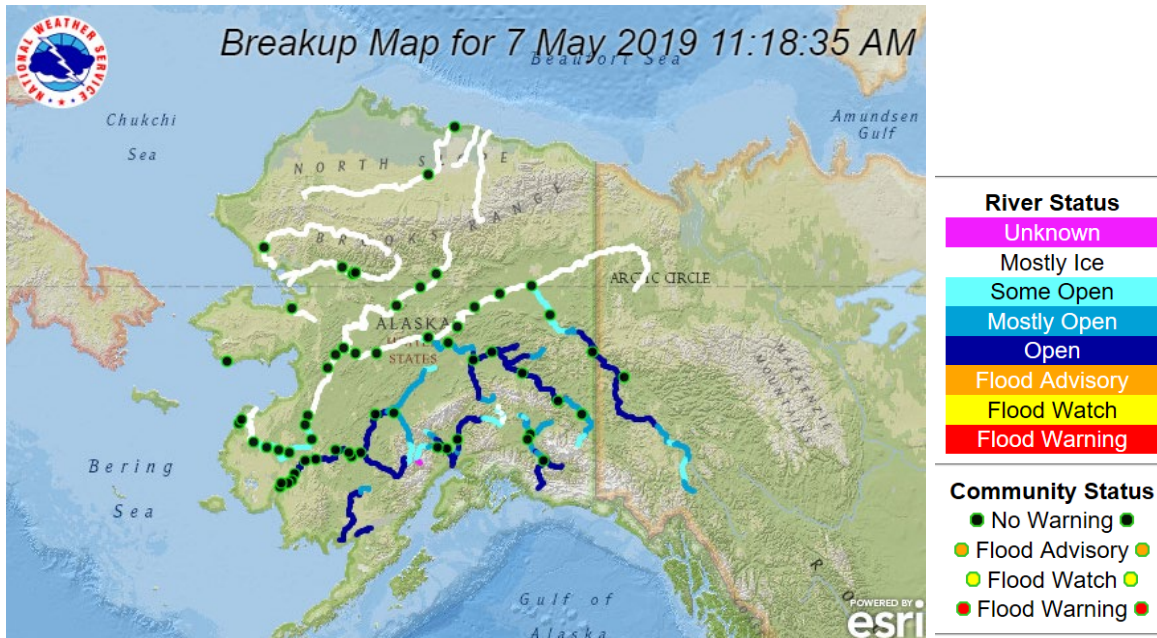 Breakup Map for 7 May 2019 11:18:35 AM
NATIONAL WEATHER SERVICE
Beaufort Sea
Chukchi
Sea
Amundsen
Gulf
NORTH SLOPE
BROOKS RANGE
ARCTIC CIRCLE
ALASKA
STATES
MACKENZIE
MOUNTAINS
Bering
Sea
Gulf of
Alaska
POWERED BY
esri
River Status
Unknown
Mostly Ice
Some Open
Mostly Open
Open
Flood Advisory
Flood Watch
Flood Warning
Community Status
No Warning
Flood Advisory
Flood Watch
Flood Warning